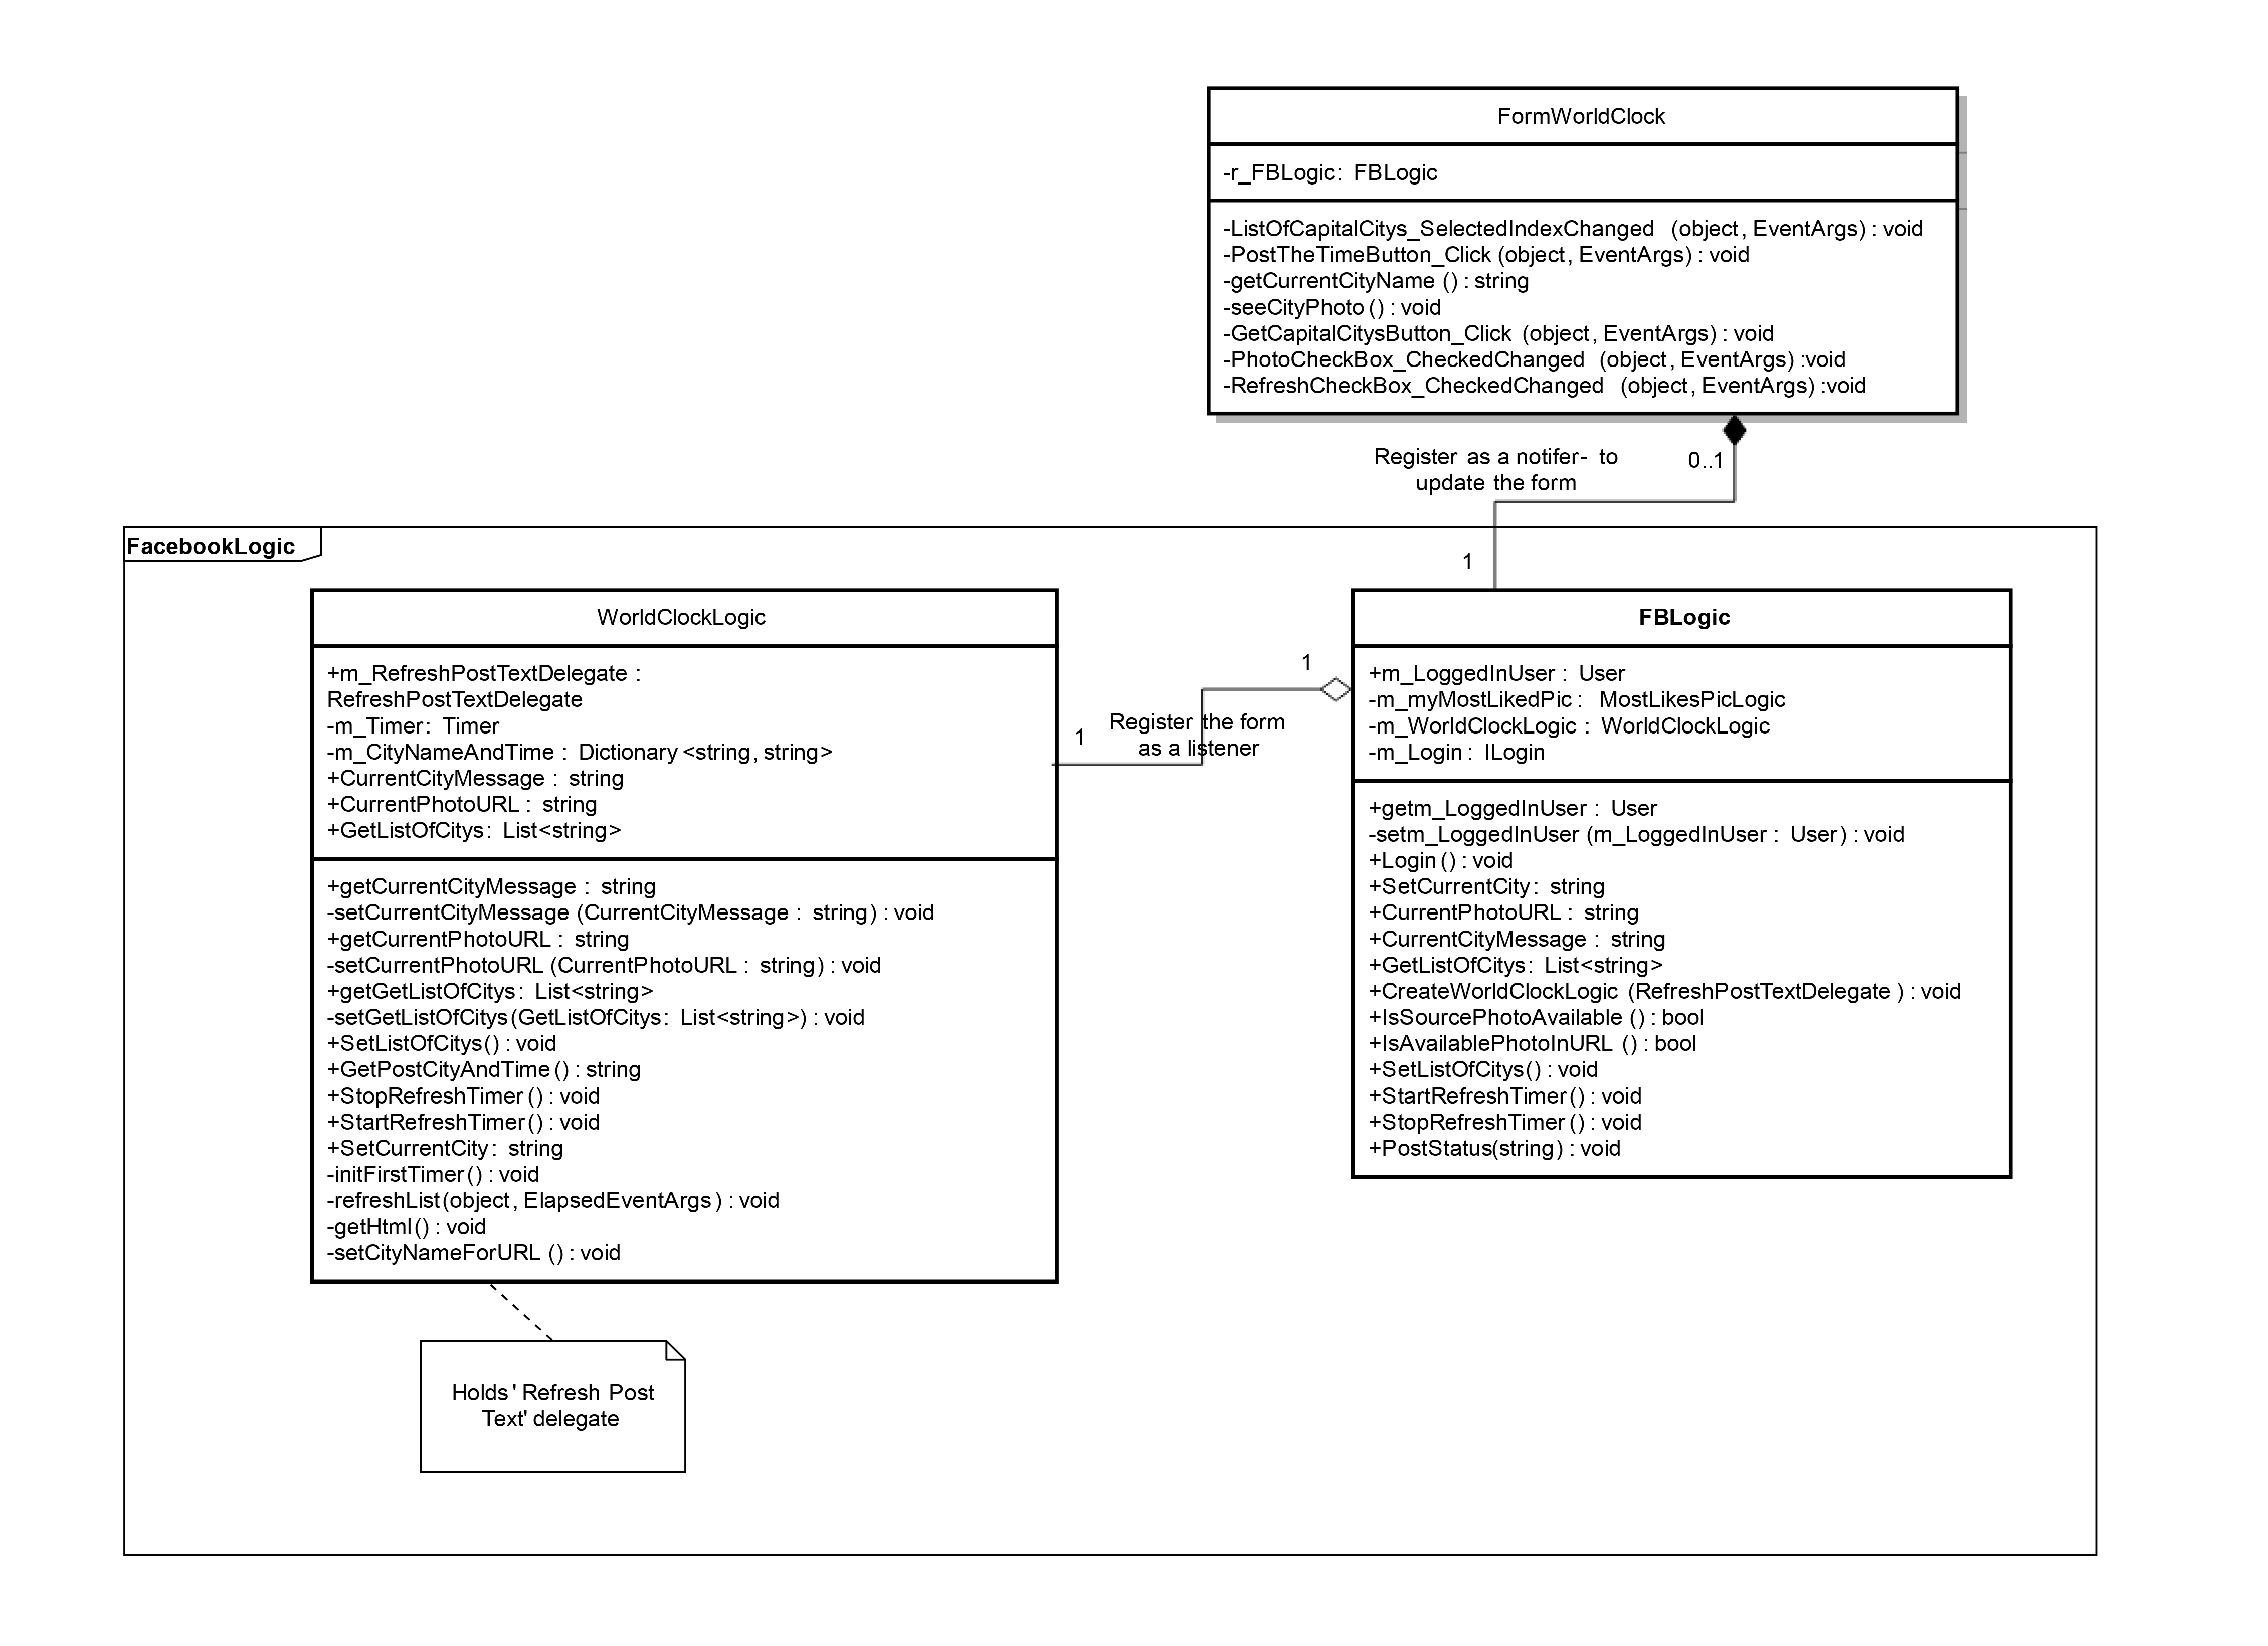 FormWorldClock
-r_FBLogic: FBLogic
-ListOfCapitalCitys_SelectedIndexChanged (object, EventArgs) : void
-PostTheTimeButton_Click (object, EventArgs) : void
-getCurrentCityName () : string
-seeCityPhoto () : void
-GetCapitalCitysButton_Click (object, EventArgs) : void
-PhotoCheckBox_CheckedChanged (object, EventArgs) :void
-RefreshCheckBox_CheckedChanged (object, EventArgs) :void
Register as a notifer- to
update the form
0..1
1
FacebookLogic
WorldClockLogic
+m_RefreshPostTextDelegate :
RefreshPostTextDelegate
-m_Timer: Timer
-m_CityNameAndTime : Dictionary <string, string>
+CurrentCityMessage : string
+CurrentPhotoURL : string
+GetListOfCitys: List<string>
+getCurrentCityMessage : string
-setCurrentCityMessage (CurrentCityMessage : string) : void
+getCurrentPhotoURL : string
-setCurrentPhotoURL (CurrentPhotoURL : string) : void
+getGetListOfCitys: List<string>
-setGetListOfCitys(GetListOfCitys: List<string>) : void
+SetListOfCitys() : void
+GetPostCityAndTime () : string
+StopRefreshTimer () : void
+StartRefreshTimer () : void
+SetCurrentCity: string
-initFirstTimer() : void
-refreshList(object, ElapsedEventArgs ) : void
-getHtml() : void
-setCityNameForURL () : void
1
Register the form
as a listener
1
FBLogic
+m_LoggedInUser : User
-m_myMostLikedPic : MostLikesPicLogic
-m_WorldClockLogic : WorldClockLogic
-m_Login : ILogin
+getm_LoggedInUser : User
-setm_LoggedInUser (m_LoggedInUser : User) : void
+Login () : void
+SetCurrentCity: string
+CurrentPhotoURL : string
+CurrentCityMessage : string
+GetListOfCitys: List<string>
+CreateWorldClockLogic (RefreshPostTextDelegate ) : void
+IsSourcePhotoAvailable () : bool
+IsAvailablePhotoInURL () : bool
+SetListOfCitys() : void
+StartRefreshTimer () : void
+StopRefreshTimer () : void
+PostStatus(string) : void
Holds ' Refresh Post
Text' delegate